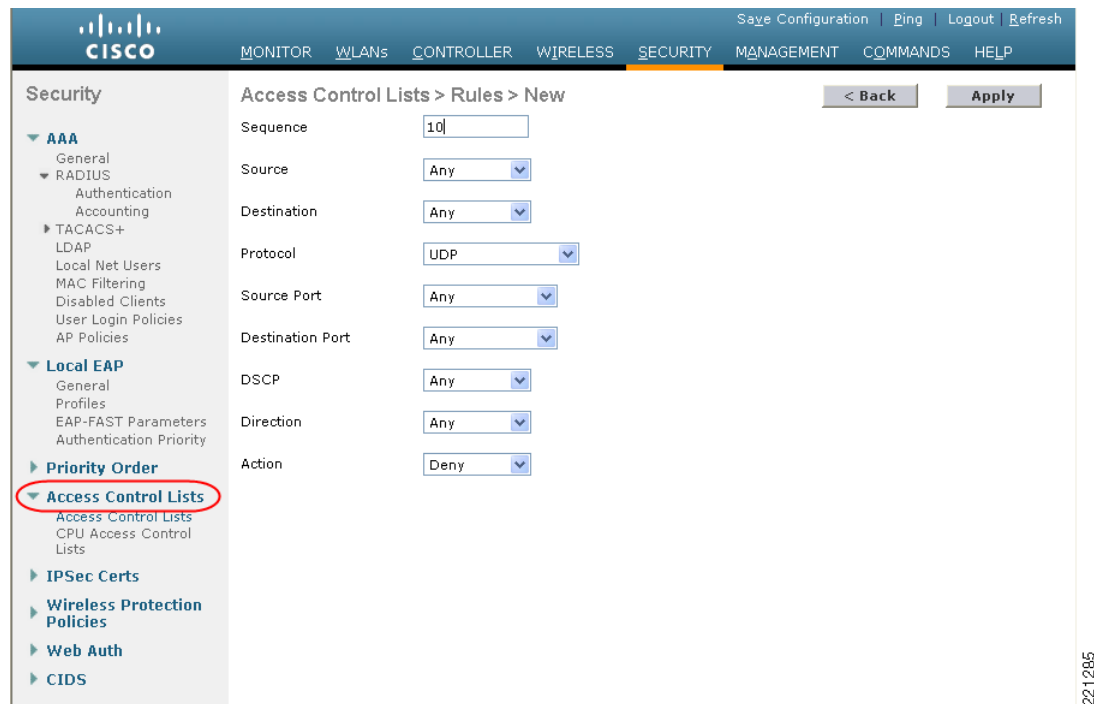 Save Configuration | Ping | Logout | Refresh
CISCO
MONITOR WLANs CONTROLLER WIRELESS SECURITY MANAGEMENT COMMANDS HELP
Security
AAA
General
RADIUS
Authentication
Accounting
TACACS+
LDAP
Local Net Users
MAC Filtering
Disabled Clients
User Login Policies
AP Policies
Local EAP
General
Profiles
EAP-FAST Parameters
Authentication Priority
Priority Order
Access Control Lists
Access Control Lists
CPU Access Control
Lists
IPSec Certs
Wireless Protection
Policies
Web Auth
CIDS
Access Control Lists > Rules > New
< Back Apply
Sequence 10
Source Any
Destination Any
Protocol UDP
Source Port Any
Destination Port Any
DSCP Any
Direction Any
Action Deny
221285